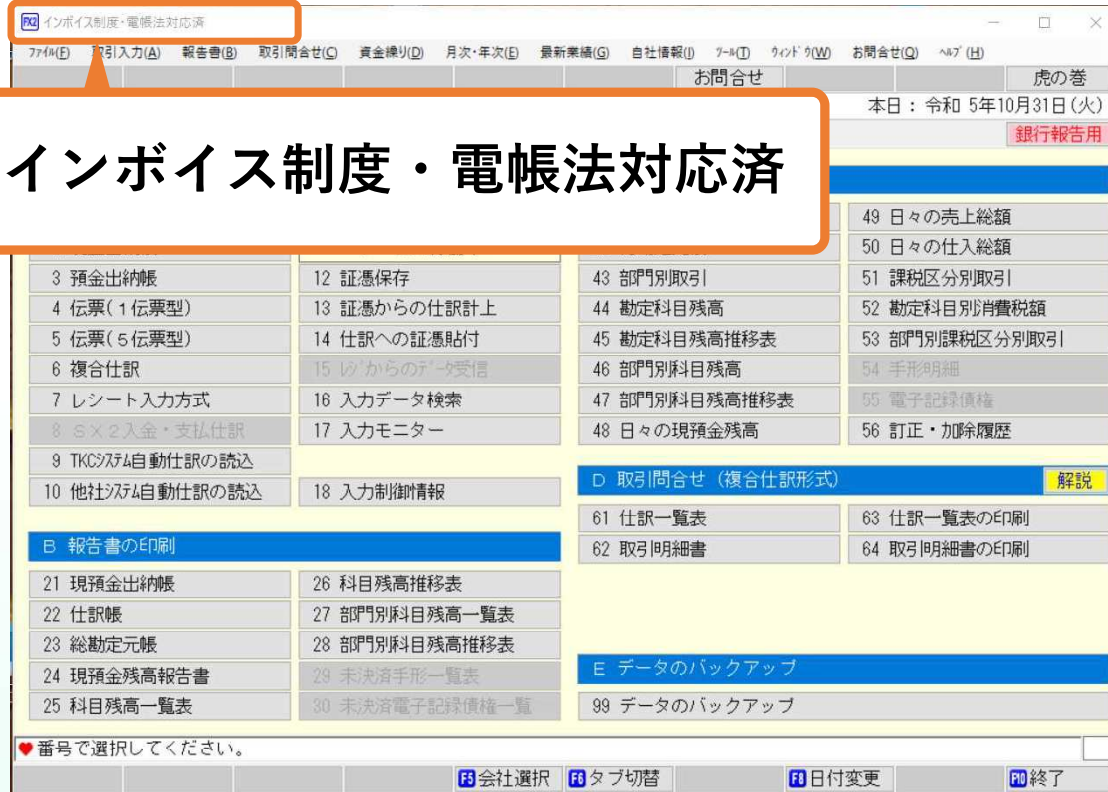 FX2 インボイス制度・電帳法対応済
ファイル(F) 取引入力(A) 報告書(B) 取引問合せ(C) 資金繰り(D) 月次・年次(E) 最新業績(G) 自社情報(I) ツール(T) ウィンドウ(W) お問合せ(Q) ヘルプ(H)
お問合せ 虎の巻
本日：令和 5年10月31日(火)
銀行報告用
インボイス制度・電帳法対応済
49 日々の売上総額
50 日々の仕入総額
3 預金出納帳 12 証憑保存 43 部門別取引 51 課税区分別取引
4 伝票(1伝票型) 13 証憑からの仕訳計上 44 勘定科目残高 52 勘定科目別消費税額
5 伝票(5伝票型) 14 仕訳への証憑貼付 45 勘定科目残高推移表 53 部門別課税区分別取引
6 複合仕訳 15 レジからのデータ受信 46 部門別科目残高 54 手形明細
7 レシート入力方式 16 入力データ検索 47 部門別科目残高推移表 55 電子記録債権
8 SX2入金・支払仕訳 17 入力モニター 48 日々の現預金残高 56 訂正・加除履歴
9 TKCシステム自動仕訳の読込
10 他社システム自動仕訳の読込 18 入力制御情報
D 取引問合せ（複合仕訳形式） 解説
61 仕訳一覧表 63 仕訳一覧表の印刷
62 取引明細書 64 取引明細書の印刷
B 報告書の印刷
21 現預金出納帳 26 科目残高推移表
22 仕訳帳 27 部門別科目残高一覧表
23 総勘定元帳 28 部門別科目残高推移表
24 現預金残高報告書 29 未決済手形一覧表
25 科目残高一覧表 30 未決済電子記録債権一覧
E データのバックアップ
99 データのバックアップ
♥番号で選択してください。
F5会社選択 F6タブ切替 F8日付変更 F10終了